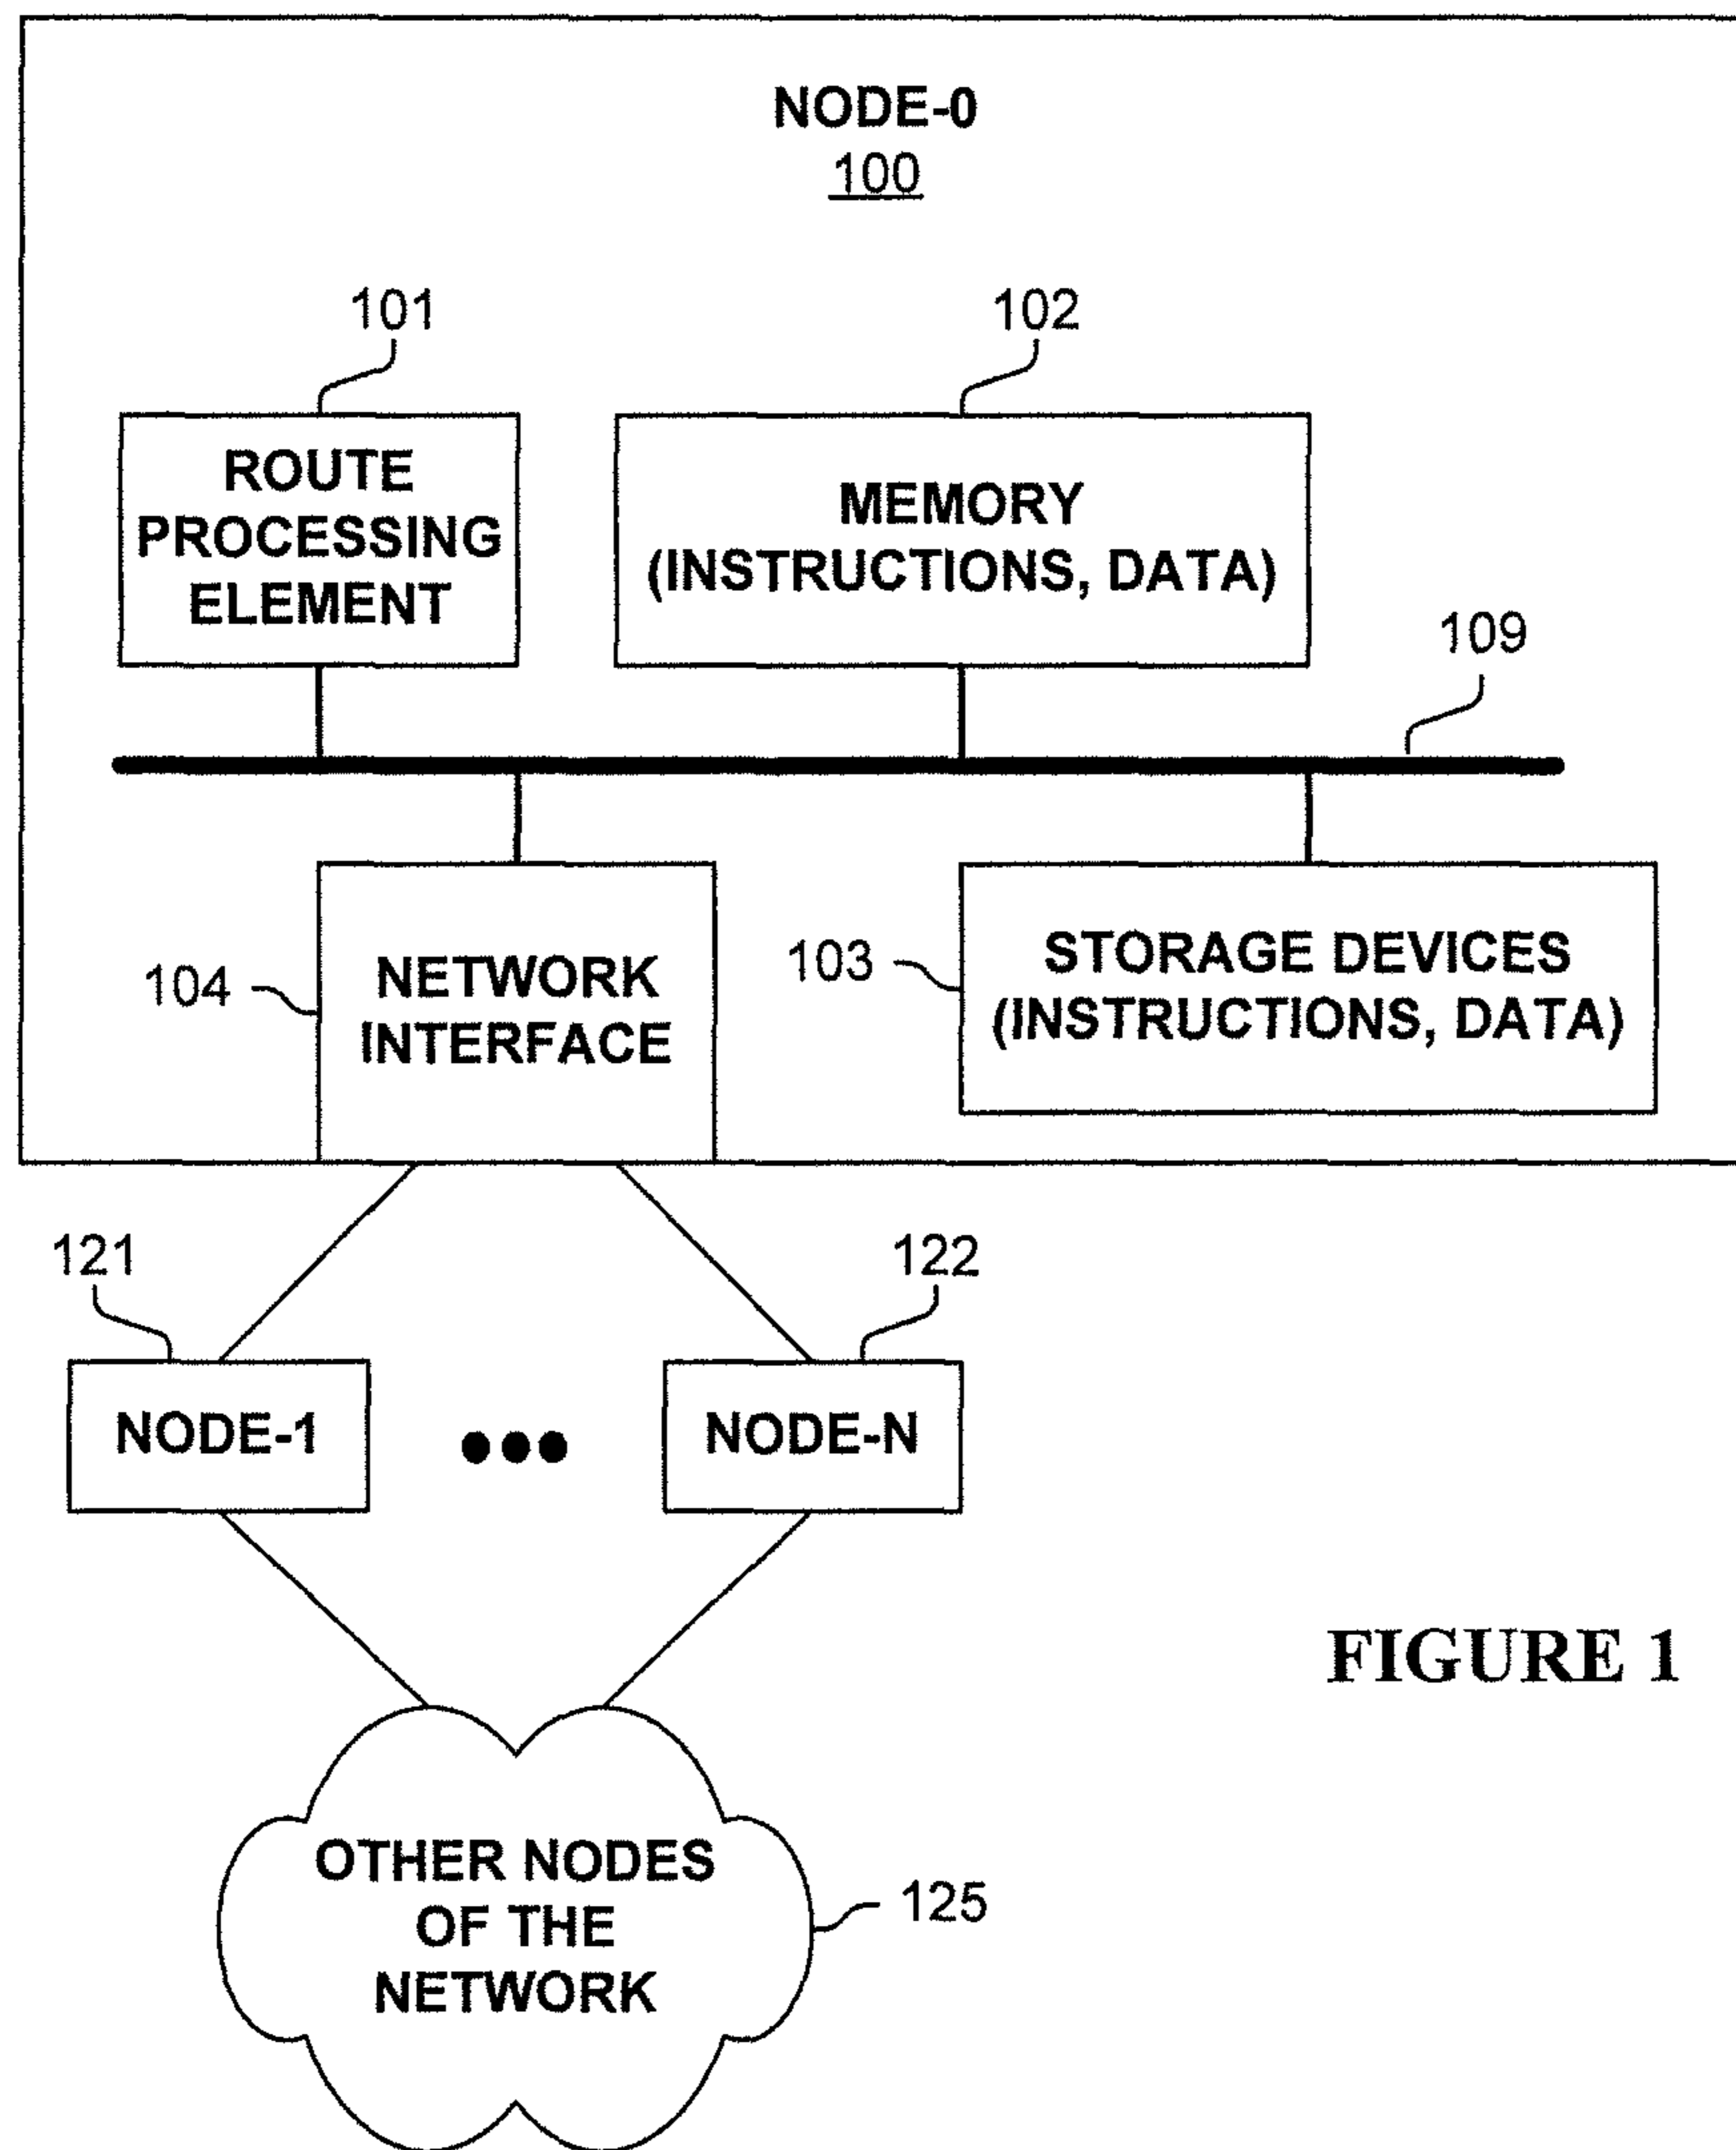 NODE-0
100
101
102
ROUTE
PROCESSING
ELEMENT
MEMORY
(INSTRUCTIONS, DATA)
109
104
NETWORK
INTERFACE
103
STORAGE DEVICES
(INSTRUCTIONS, DATA)
121
122
NODE-1
NODE-N
FIGURE 1
OTHER NODES
OF THE
NETWORK
125